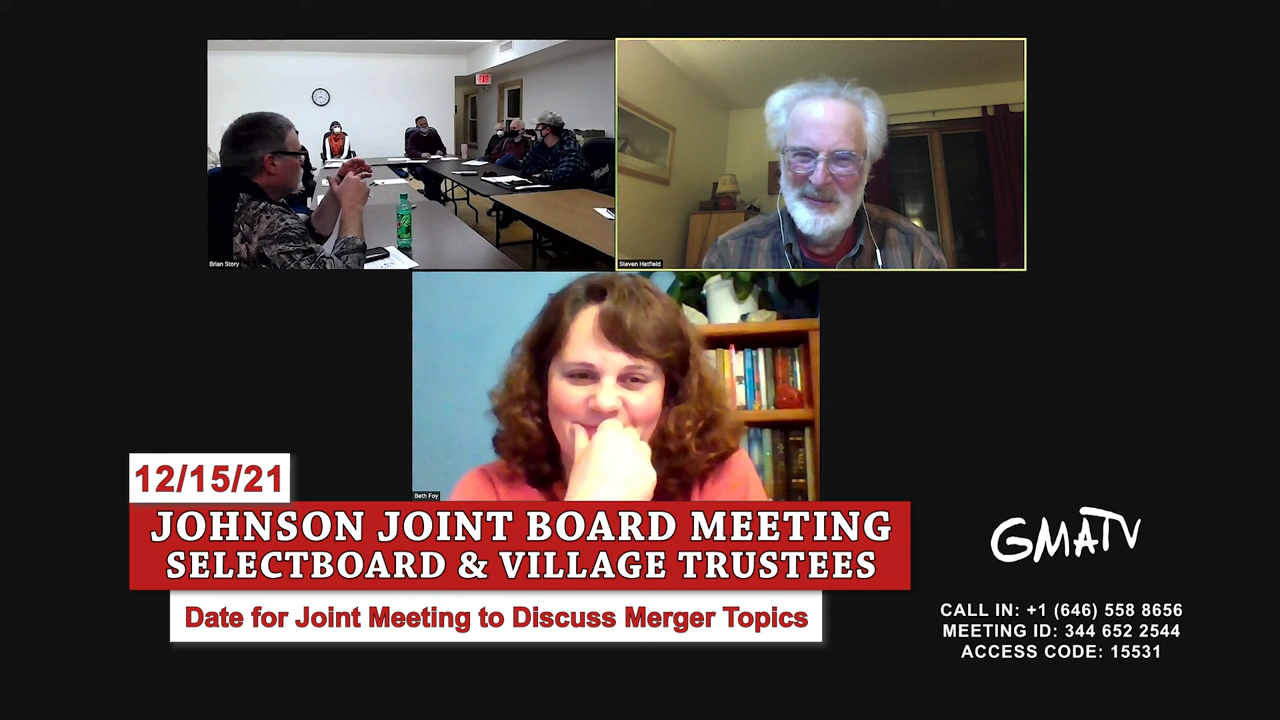 EXIT
Brian Story
Steven Hatfield
Beth Foy
12/15/21
JOHNSON JOINT BOARD MEETING
SELECTBOARD & VILLAGE TRUSTEES
Date for Joint Meeting to Discuss Merger Topics
GMATV
CALL IN: +1 (646) 558 8656
MEETING ID: 344 652 2544
ACCESS CODE: 15531